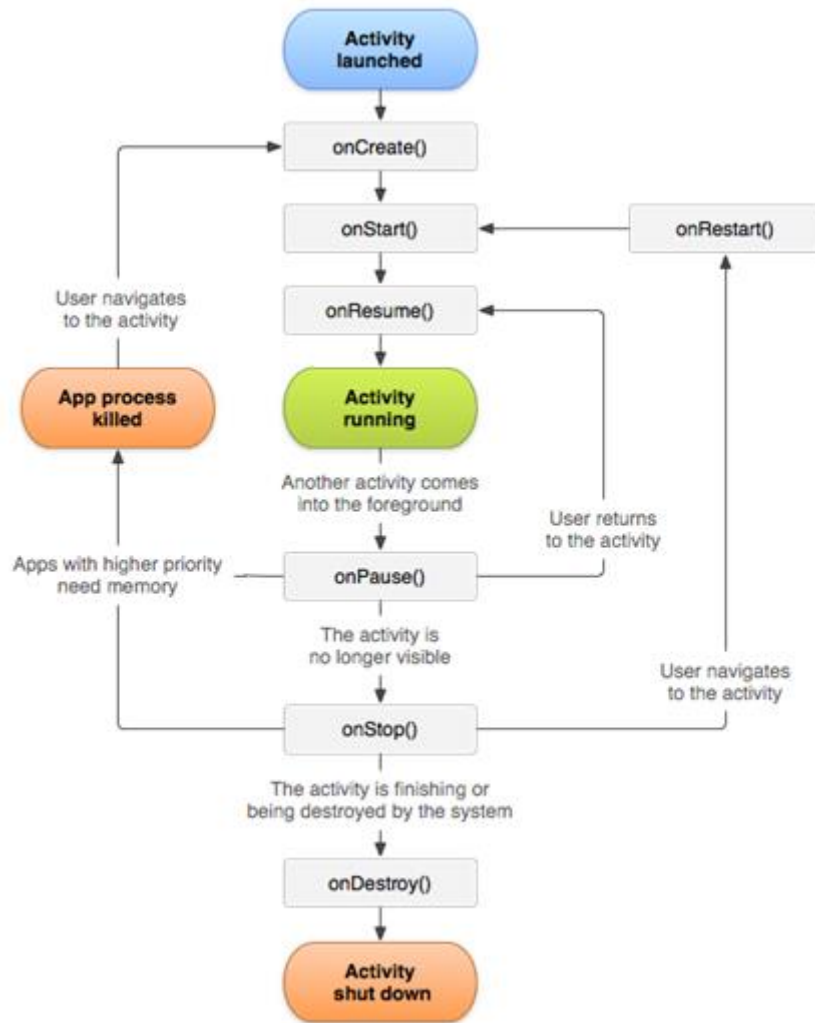 Activity
launched
onCreate()
onStart()
onRestart()
User navigates
to the activity
onResume()
App process
killed
Activity
running
Another activity comes
into the foreground
User returns
to the activity
Apps with higher priority
need memory
onPause()
The activity is
no longer visible
User navigates
to the activity
onStop()
The activity is finishing or
being destroyed by the system
onDestroy()
Activity
shut down